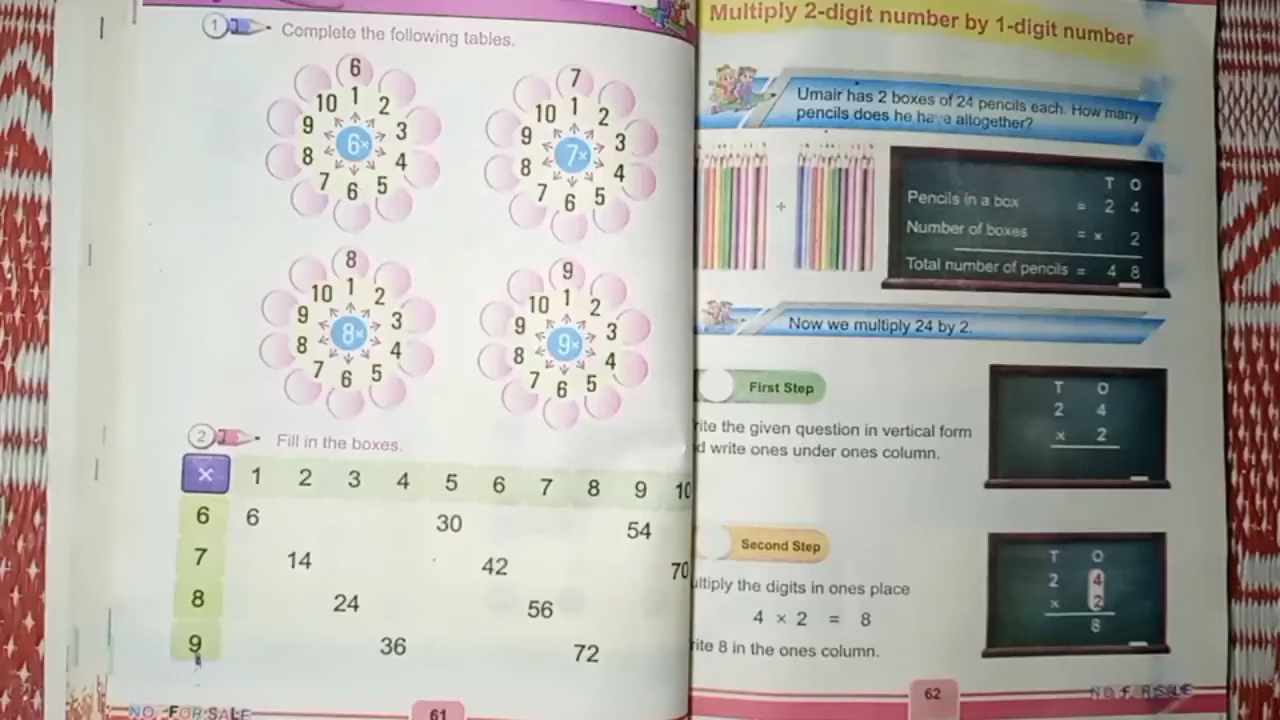 1 Complete the following tables.
6
10 1 2
9 3
6×
8 4
7 6 5
7
10 1 2
9 3
7×
8 4
7 6 5
8
10 1 2
9 3
8×
8 4
7 6 5
9
10 1 2
9 3
9×
8 4
7 6 5
2 Fill in the boxes.
× 1 2 3 4 5 6 7 8 9 10
6 6 30 54
7 14 42 70
8 24 56
9 36 72
61
Multiply 2-digit number by 1-digit number
Umair has 2 boxes of 24 pencils each. How many
pencils does he have altogether?
+
T O
Pencils in a box = 2 4
Number of boxes = × 2
Total number of pencils = 4 8
Now we multiply 24 by 2.
First Step
the given question in vertical form
write ones under ones column.
T O
2 4
× 2
Second Step
the digits in ones place
4 × 2 = 8
8 in the ones column.
T O
2 4
× 2
8
62